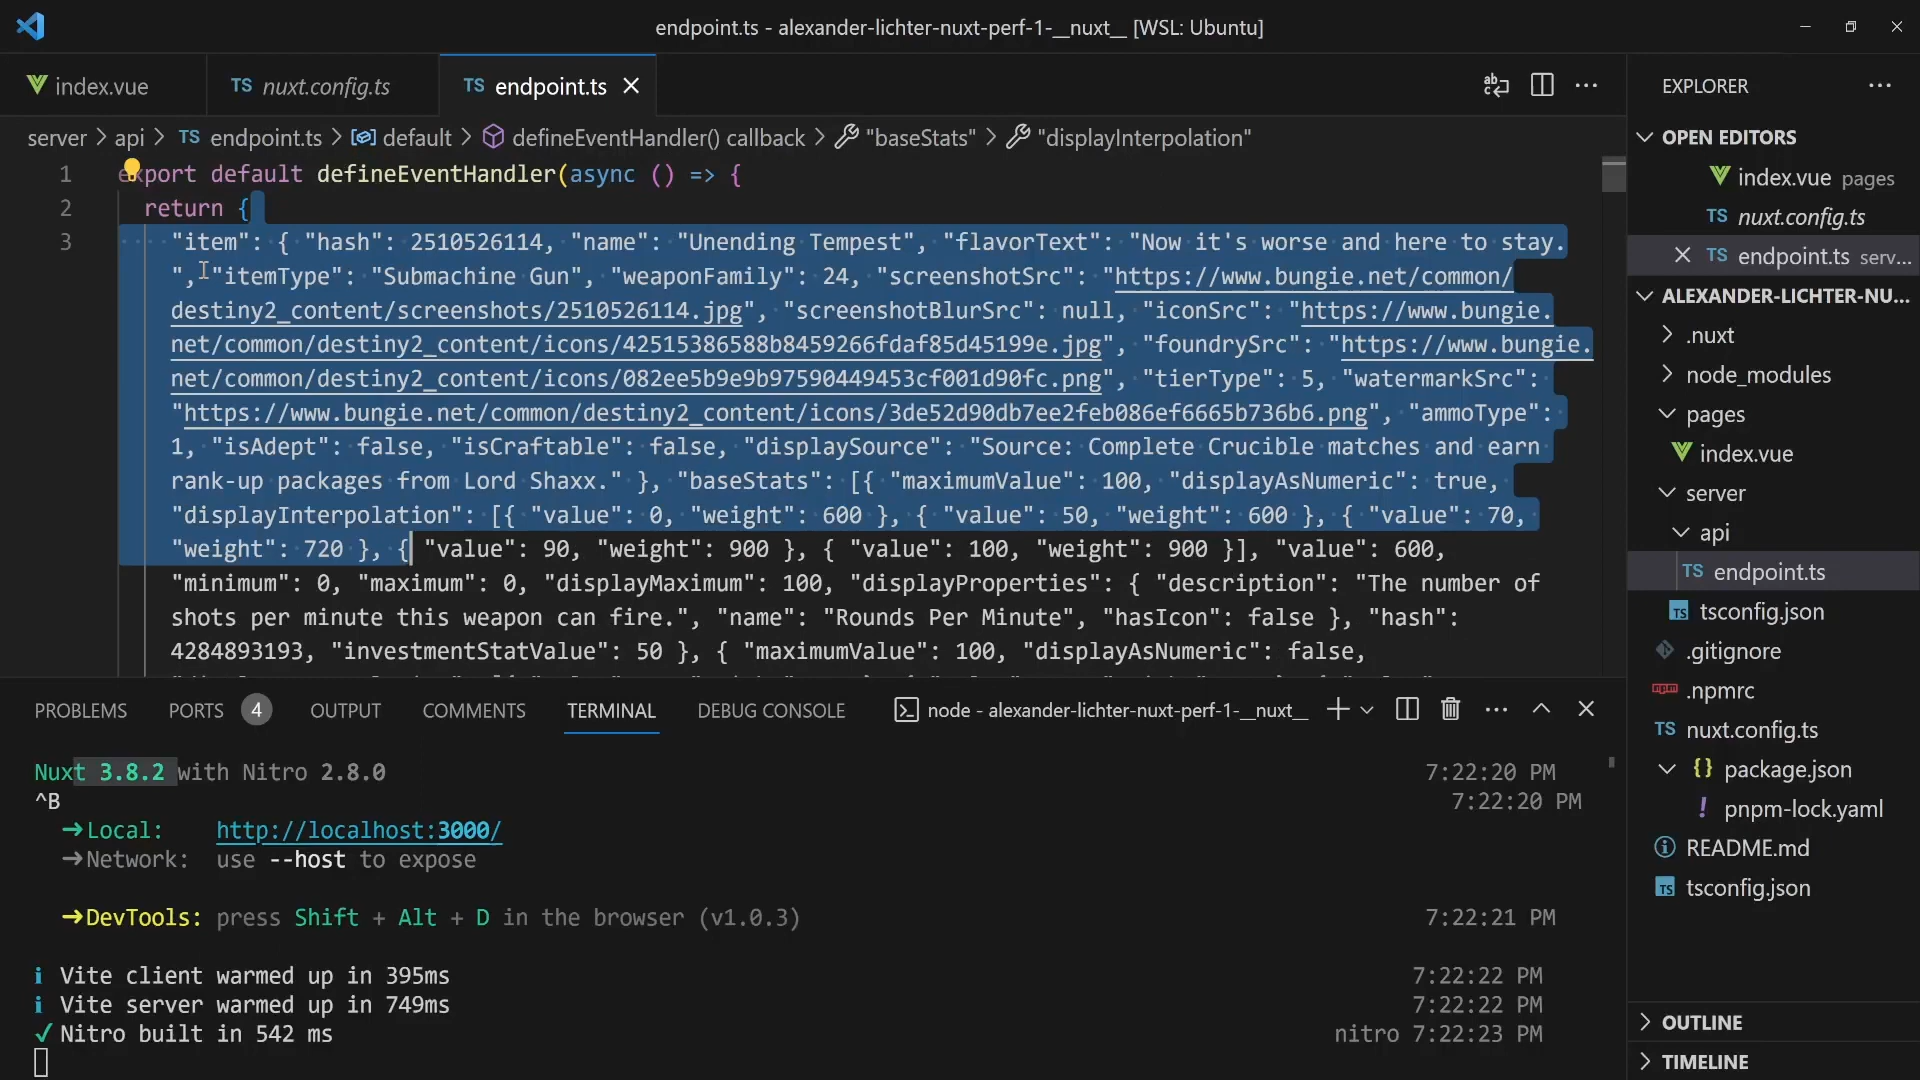 endpoint.ts - alexander-lichter-nuxt-perf-1-__nuxt__ [WSL: Ubuntu]
index.vue
TS nuxt.config.ts
TS endpoint.ts
EXPLORER
server > api > TS endpoint.ts > default > defineEventHandler() callback > "baseStats" > "displayInterpolation"
1 export default defineEventHandler(async () => {
2 return {
3 "item": { "hash": 2510526114, "name": "Unending Tempest", "flavorText": "Now it's worse and here to stay.
", "itemType": "Submachine Gun", "weaponFamily": 24, "screenshotSrc": "https://www.bungie.net/common/
destiny2_content/screenshots/2510526114.jpg", "screenshotBlurSrc": null, "iconSrc": "https://www.bungie.
net/common/destiny2_content/icons/42515386588b8459266fdaf85d45199e.jpg", "foundrySrc": "https://www.bungie.
net/common/destiny2_content/icons/082ee5b9e9b97590449453cf001d90fc.png", "tierType": 5, "watermarkSrc":
"https://www.bungie.net/common/destiny2_content/icons/3de52d90db7ee2feb086ef6665b736b6.png", "ammoType":
1, "isAdept": false, "isCraftable": false, "displaySource": "Source: Complete Crucible matches and earn
rank-up packages from Lord Shaxx." }, "baseStats": [{ "maximumValue": 100, "displayAsNumeric": true,
"displayInterpolation": [{ "value": 0, "weight": 600 }, { "value": 50, "weight": 600 }, { "value": 70,
"weight": 720 }, { "value": 90, "weight": 900 }, { "value": 100, "weight": 900 }], "value": 600,
"minimum": 0, "maximum": 0, "displayMaximum": 100, "displayProperties": { "description": "The number of
shots per minute this weapon can fire.", "name": "Rounds Per Minute", "hasIcon": false }, "hash":
4284893193, "investmentStatValue": 50 }, { "maximumValue": 100, "displayAsNumeric": false,
OPEN EDITORS
index.vue pages
TS nuxt.config.ts
TS endpoint.ts serv...
ALEXANDER-LICHTER-NU...
.nuxt
node_modules
pages
index.vue
server
api
TS endpoint.ts
TS tsconfig.json
.gitignore
.npmrc
TS nuxt.config.ts
{} package.json
! pnpm-lock.yaml
README.md
TS tsconfig.json
OUTLINE
TIMELINE
PROBLEMS PORTS 4 OUTPUT COMMENTS TERMINAL DEBUG CONSOLE node - alexander-lichter-nuxt-perf-1-__nuxt__
Nuxt 3.8.2 with Nitro 2.8.0 7:22:20 PM
^B 7:22:20 PM
➜Local: http://localhost:3000/
➜Network: use --host to expose
➜DevTools: press Shift + Alt + D in the browser (v1.0.3) 7:22:21 PM
ℹ Vite client warmed up in 395ms 7:22:22 PM
ℹ Vite server warmed up in 749ms 7:22:22 PM
✓ Nitro built in 542 ms nitro 7:22:23 PM